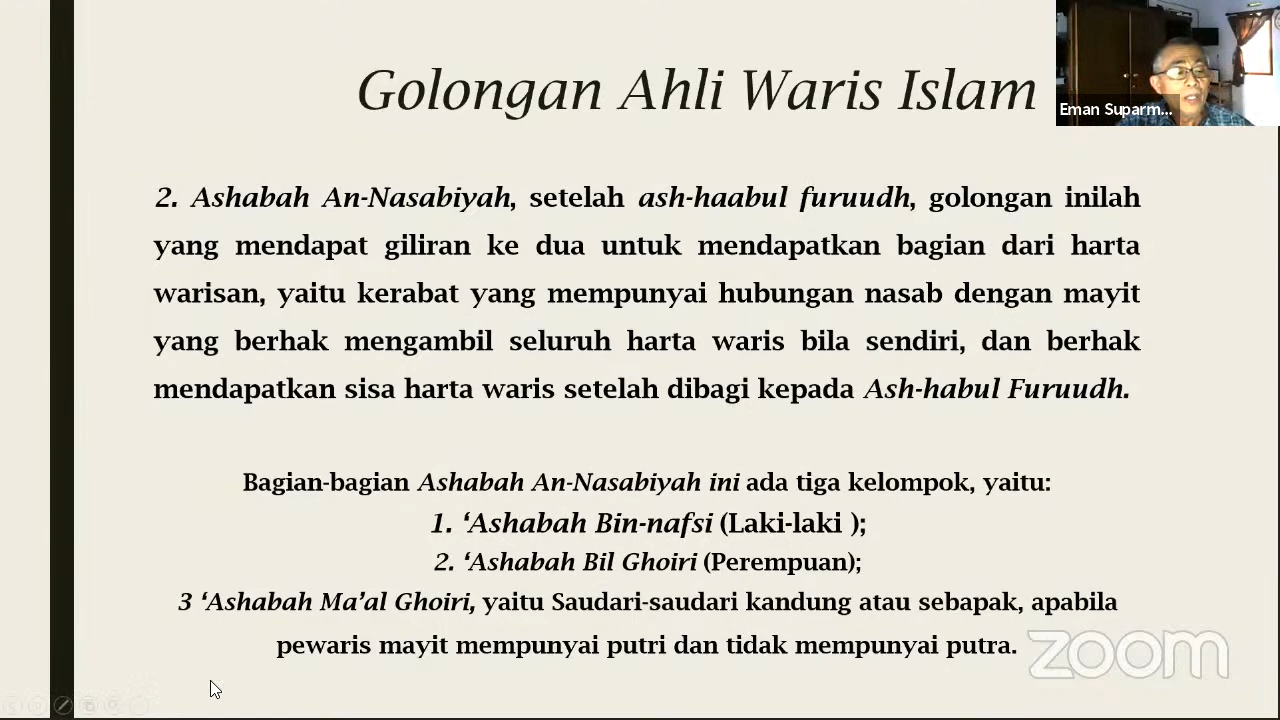 Golongan Ahli Waris Islam
Eman Suparm...
2. Ashabah An-Nasabiyah, setelah ash-haabul furuudh, golongan inilah
yang mendapat giliran ke dua untuk mendapatkan bagian dari harta
warisan, yaitu kerabat yang mempunyai hubungan nasab dengan mayit
yang berhak mengambil seluruh harta waris bila sendiri, dan berhak
mendapatkan sisa harta waris setelah dibagi kepada Ash-habul Furuudh.
Bagian-bagian Ashabah An-Nasabiyah ini ada tiga kelompok, yaitu:
1. ‘Ashabah Bin-nafsi (Laki-laki );
2. ‘Ashabah Bil Ghoiri (Perempuan);
3 ‘Ashabah Ma’al Ghoiri, yaitu Saudari-saudari kandung atau sebapak, apabila
pewaris mayit mempunyai putri dan tidak mempunyai putra.
zoom